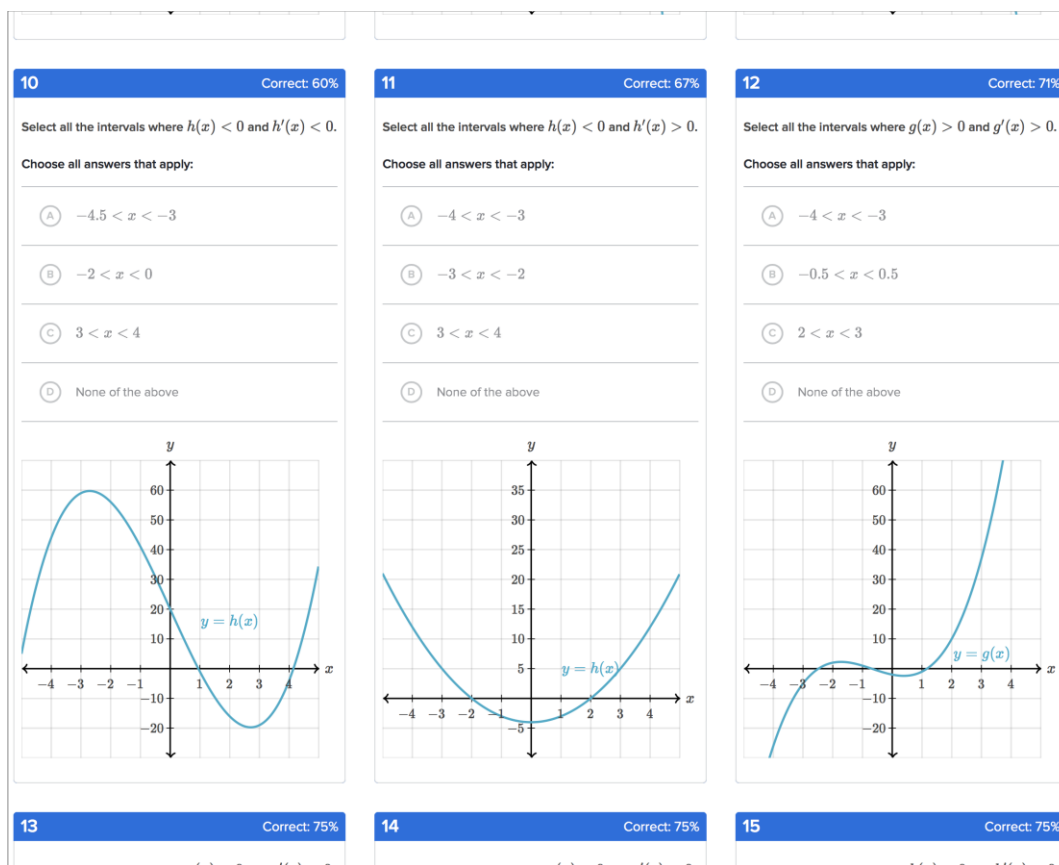 10 Correct: 60%
Select all the intervals where h(x) < 0 and h′(x) < 0.
Choose all answers that apply:
A −4.5 < x < −3
B −2 < x < 0
C 3 < x < 4
D None of the above
y
60
50
40
30
20
10
y = h(x)
x
−4 −3 −2 −1 1 2 3 4
−10
−20
11 Correct: 67%
Select all the intervals where h(x) < 0 and h′(x) > 0.
Choose all answers that apply:
A −4 < x < −3
B −3 < x < −2
C 3 < x < 4
D None of the above
y
35
30
25
20
15
10
5
y = h(x)
x
−4 −3 −2 −1 1 2 3 4
−5
12 Correct: 71%
Select all the intervals where g(x) > 0 and g′(x) > 0.
Choose all answers that apply:
A −4 < x < −3
B −0.5 < x < 0.5
C 2 < x < 3
D None of the above
y
60
50
40
30
20
10
y = g(x)
x
−4 −3 −2 −1 1 2 3 4
−10
−20
13 Correct: 75%
14 Correct: 75%
15 Correct: 75%